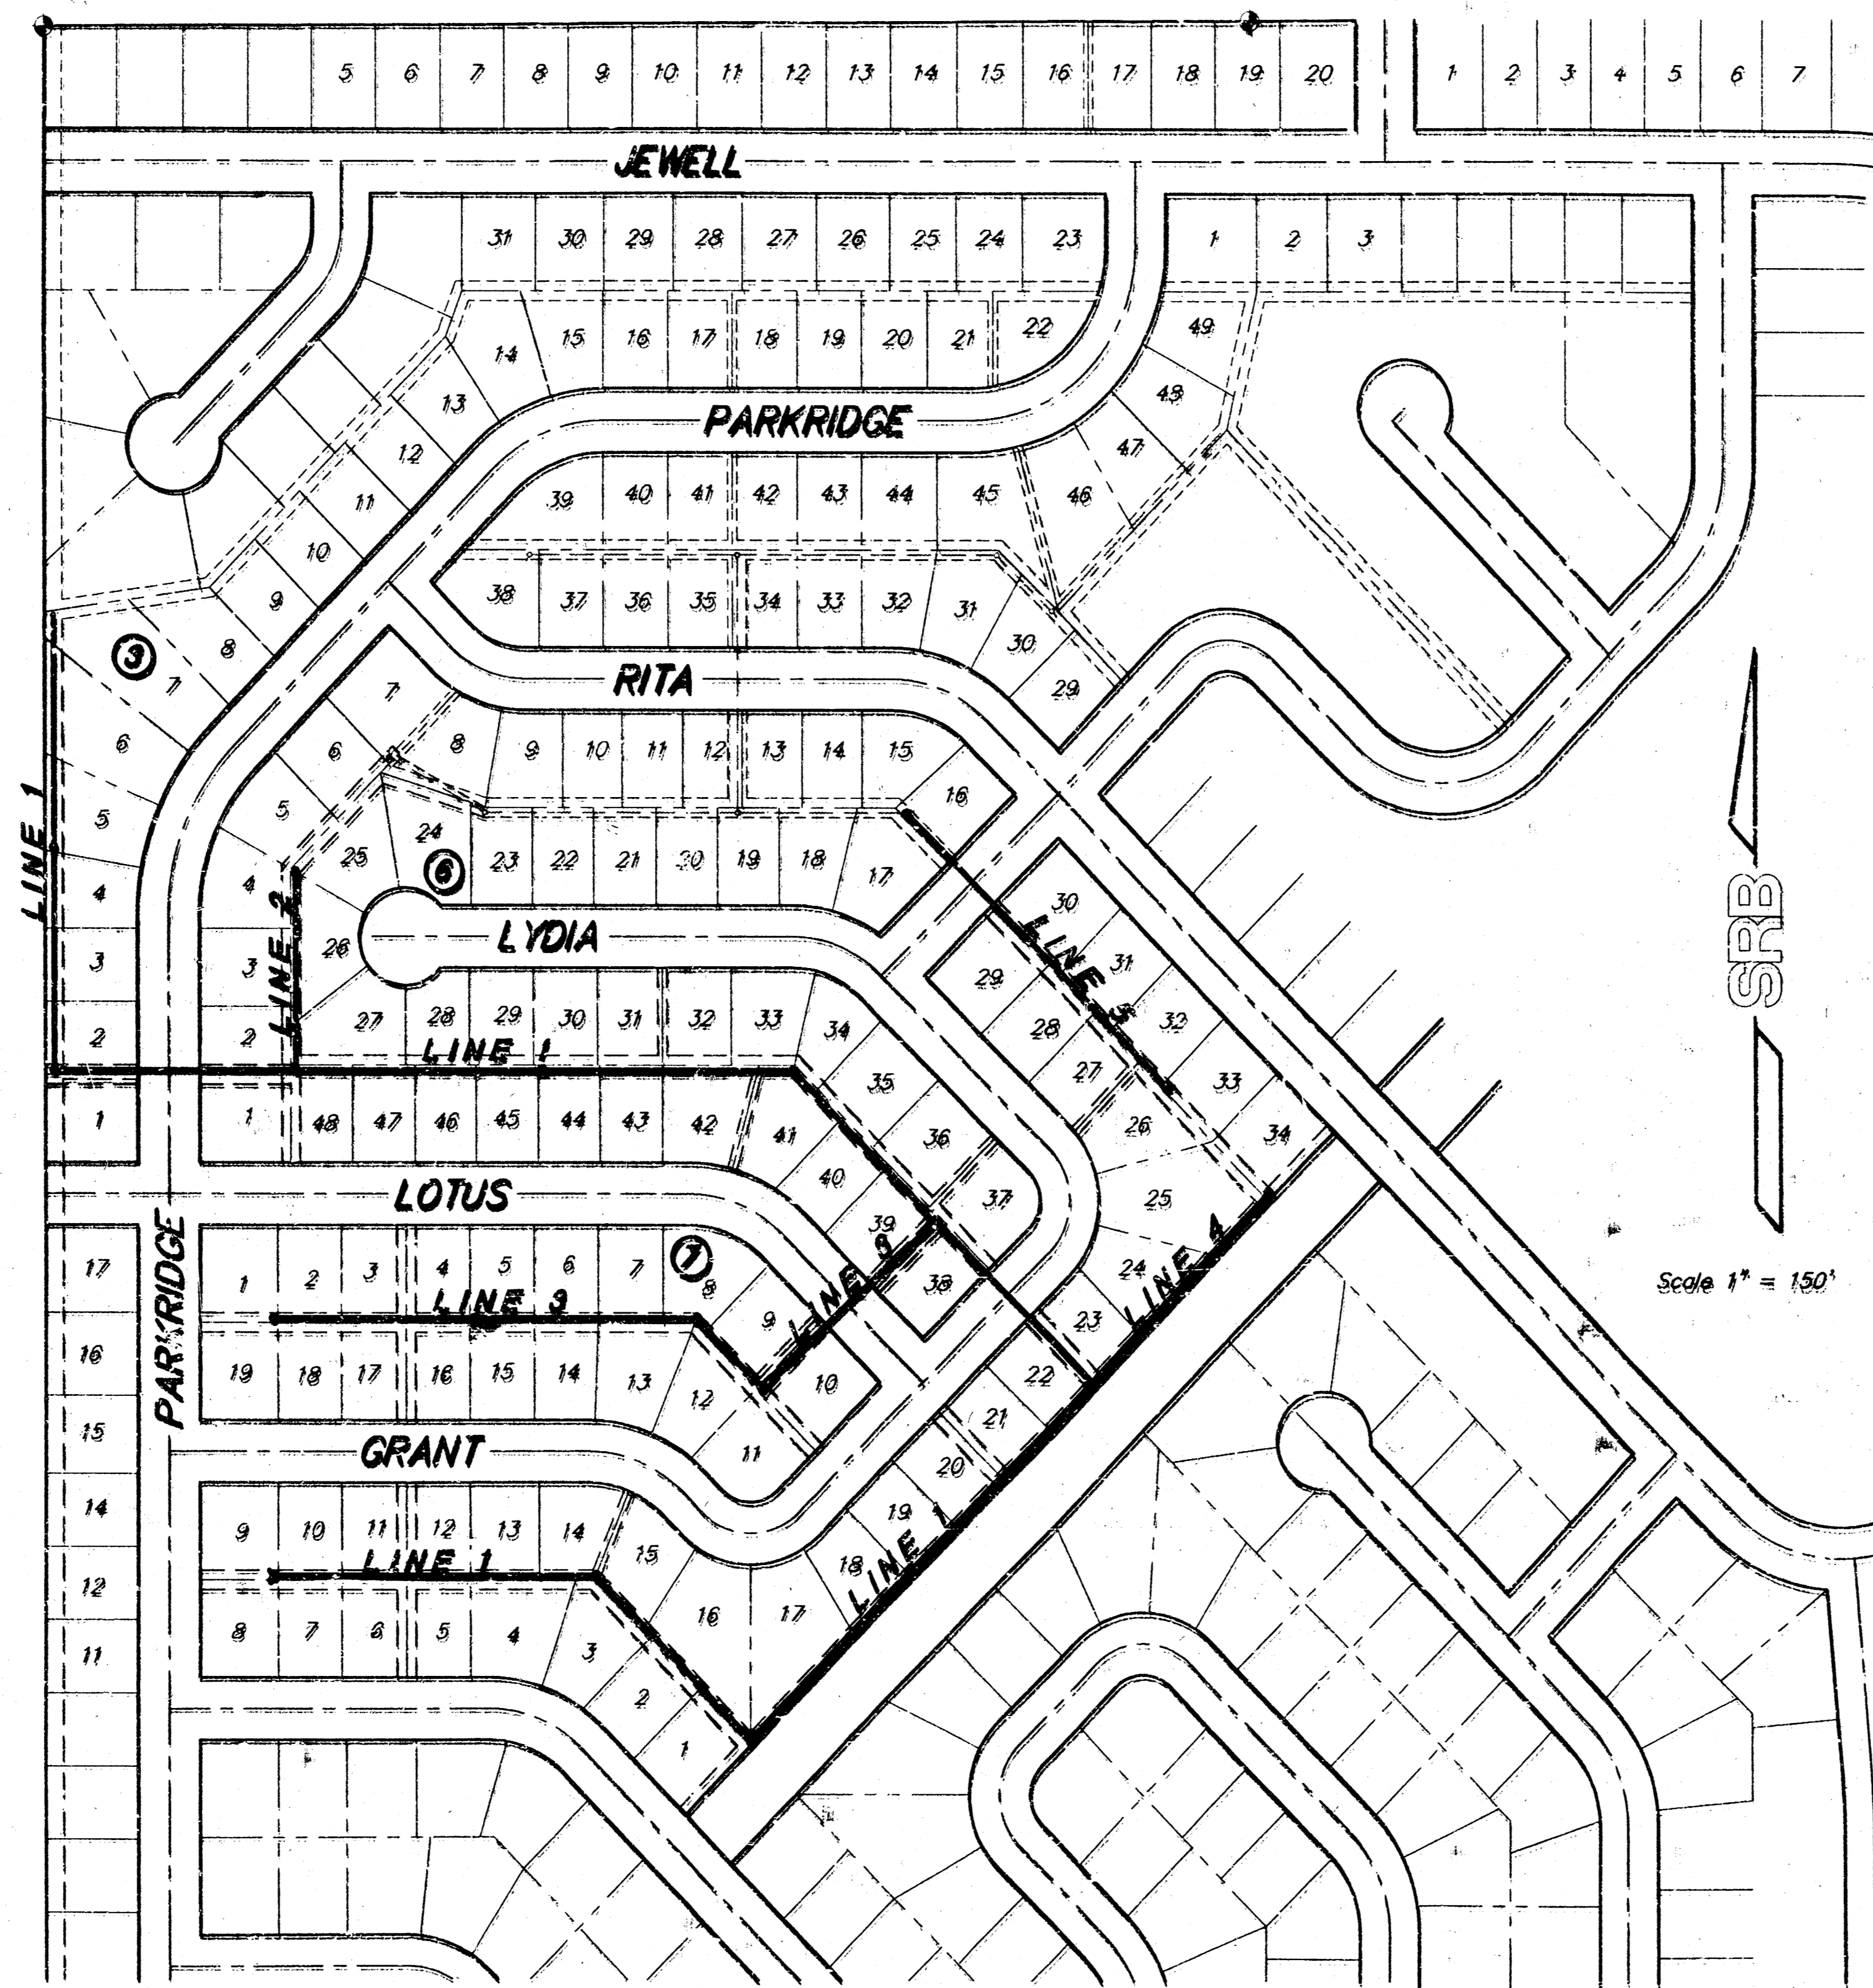 5 6 7 8 9 10 11 12 13 14 15 16 17 18 19 20 1 2 3 4 5 6 7
JEWELL
31 30 29 28 27 26 25 24 23 1 2 3
14 15 16 17 18 19 20 21 22 49
13 48
PARKRIDGE
12 47
11 39 40 41 42 43 44 45 46
10
9 38 37 36 35 34 33 32 31
8 30
3
7 RITA 29
7
6 6 8 9 10 11 12 13 14 15
16
5 5 24
25 23 22 21 20 19 18 17
6
LINE 1
4 4 30
LINE 2
26 LYDIA LINE 5
3 3 29 31
2 2 27 28 29 30 31 32 33 34 28 32
LINE 1
35 27 33
1 1 48 47 46 45 44 43 42 41 36 26 34
40
LOTUS 37 25
39
17 1 2 3 4 5 6 7 8 38 24
7
LINE 3 LINE 3 LINE 4
Scale 1" = 150'
SRB
9 23
PARKRIDGE
16 19 18 17 16 15 14 13 12 10 22
15 21
GRANT 11 20
14 9 10 11 12 13 14 15 19
LINE 1 18 LINE 1
12 16 17
11 8 7 6 5 4 3
2
1